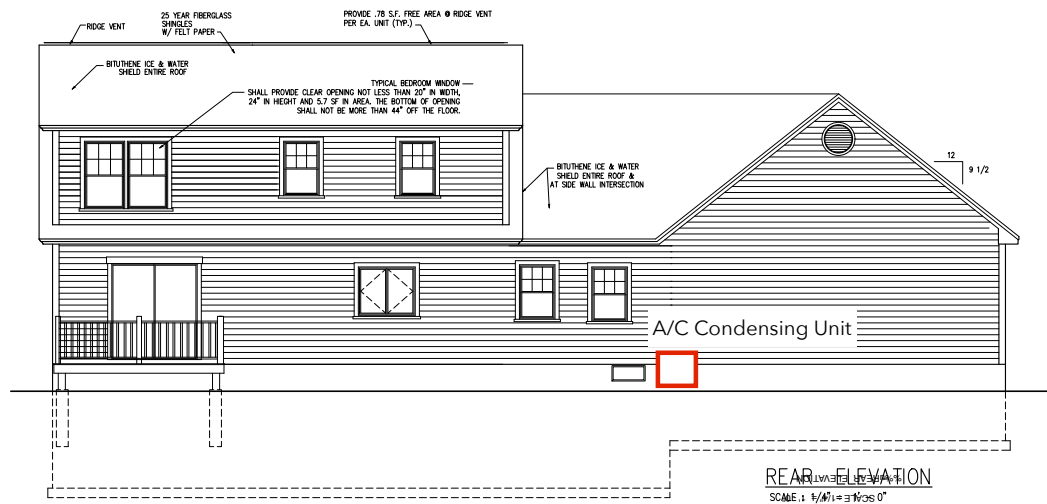 RIDGE VENT
25 YEAR FIBERGLASS
SHINGLES
W/ FELT PAPER
PROVIDE .78 S.F. FREE AREA @ RIDGE VENT
PER EA. UNIT (TYP.)
BITUTHENE ICE & WATER
SHIELD ENTIRE ROOF
TYPICAL BEDROOM WINDOW
SHALL PROVIDE CLEAR OPENING NOT LESS THAN 20" IN WIDTH,
24" IN HIEGHT AND 5.7 SF IN AREA. THE BOTTOM OF OPENING
SHALL NOT BE MORE THAN 44" OFF THE FLOOR.
BITUTHENE ICE & WATER
SHIELD ENTIRE ROOF &
AT SIDE WALL INTERSECTION
12
9 1/2
A/C Condensing Unit
REAR ELEVATION